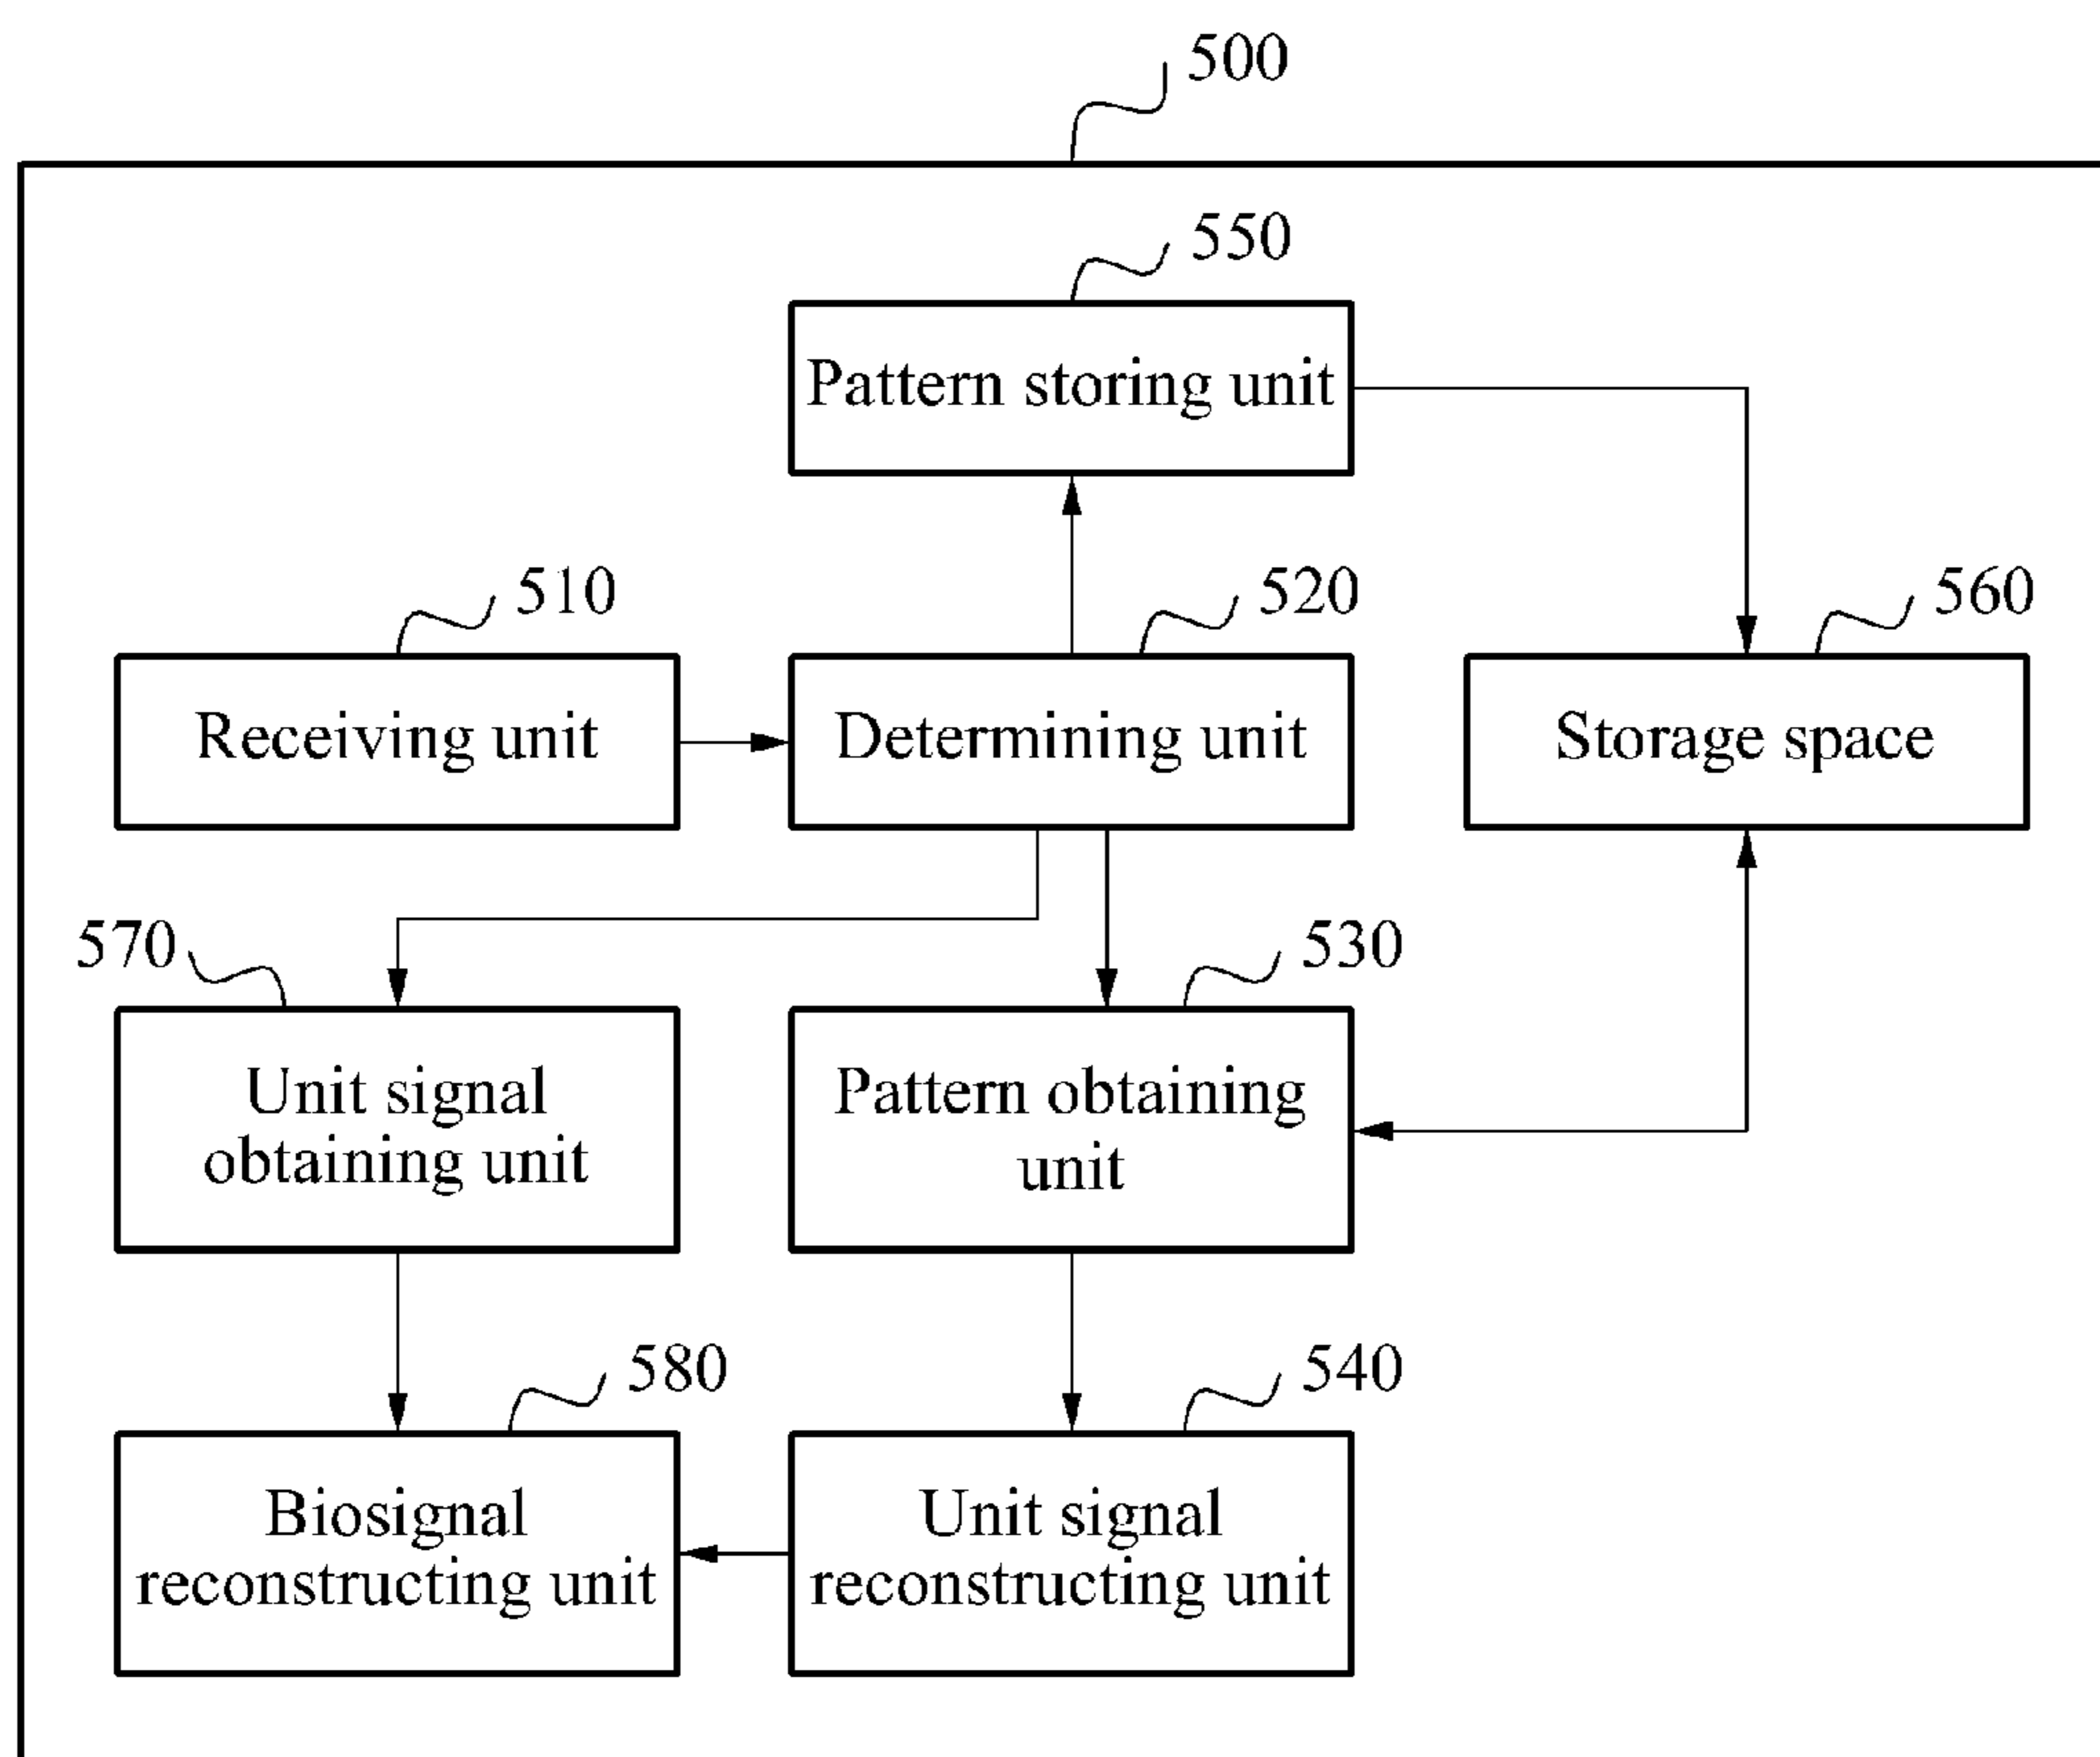 500
550
Pattern storing unit
510
520
560
Receiving unit
Determining unit
Storage space
570
530
Unit signal
obtaining unit
Pattern obtaining
unit
580
540
Biosignal
reconstructing unit
Unit signal
reconstructing unit